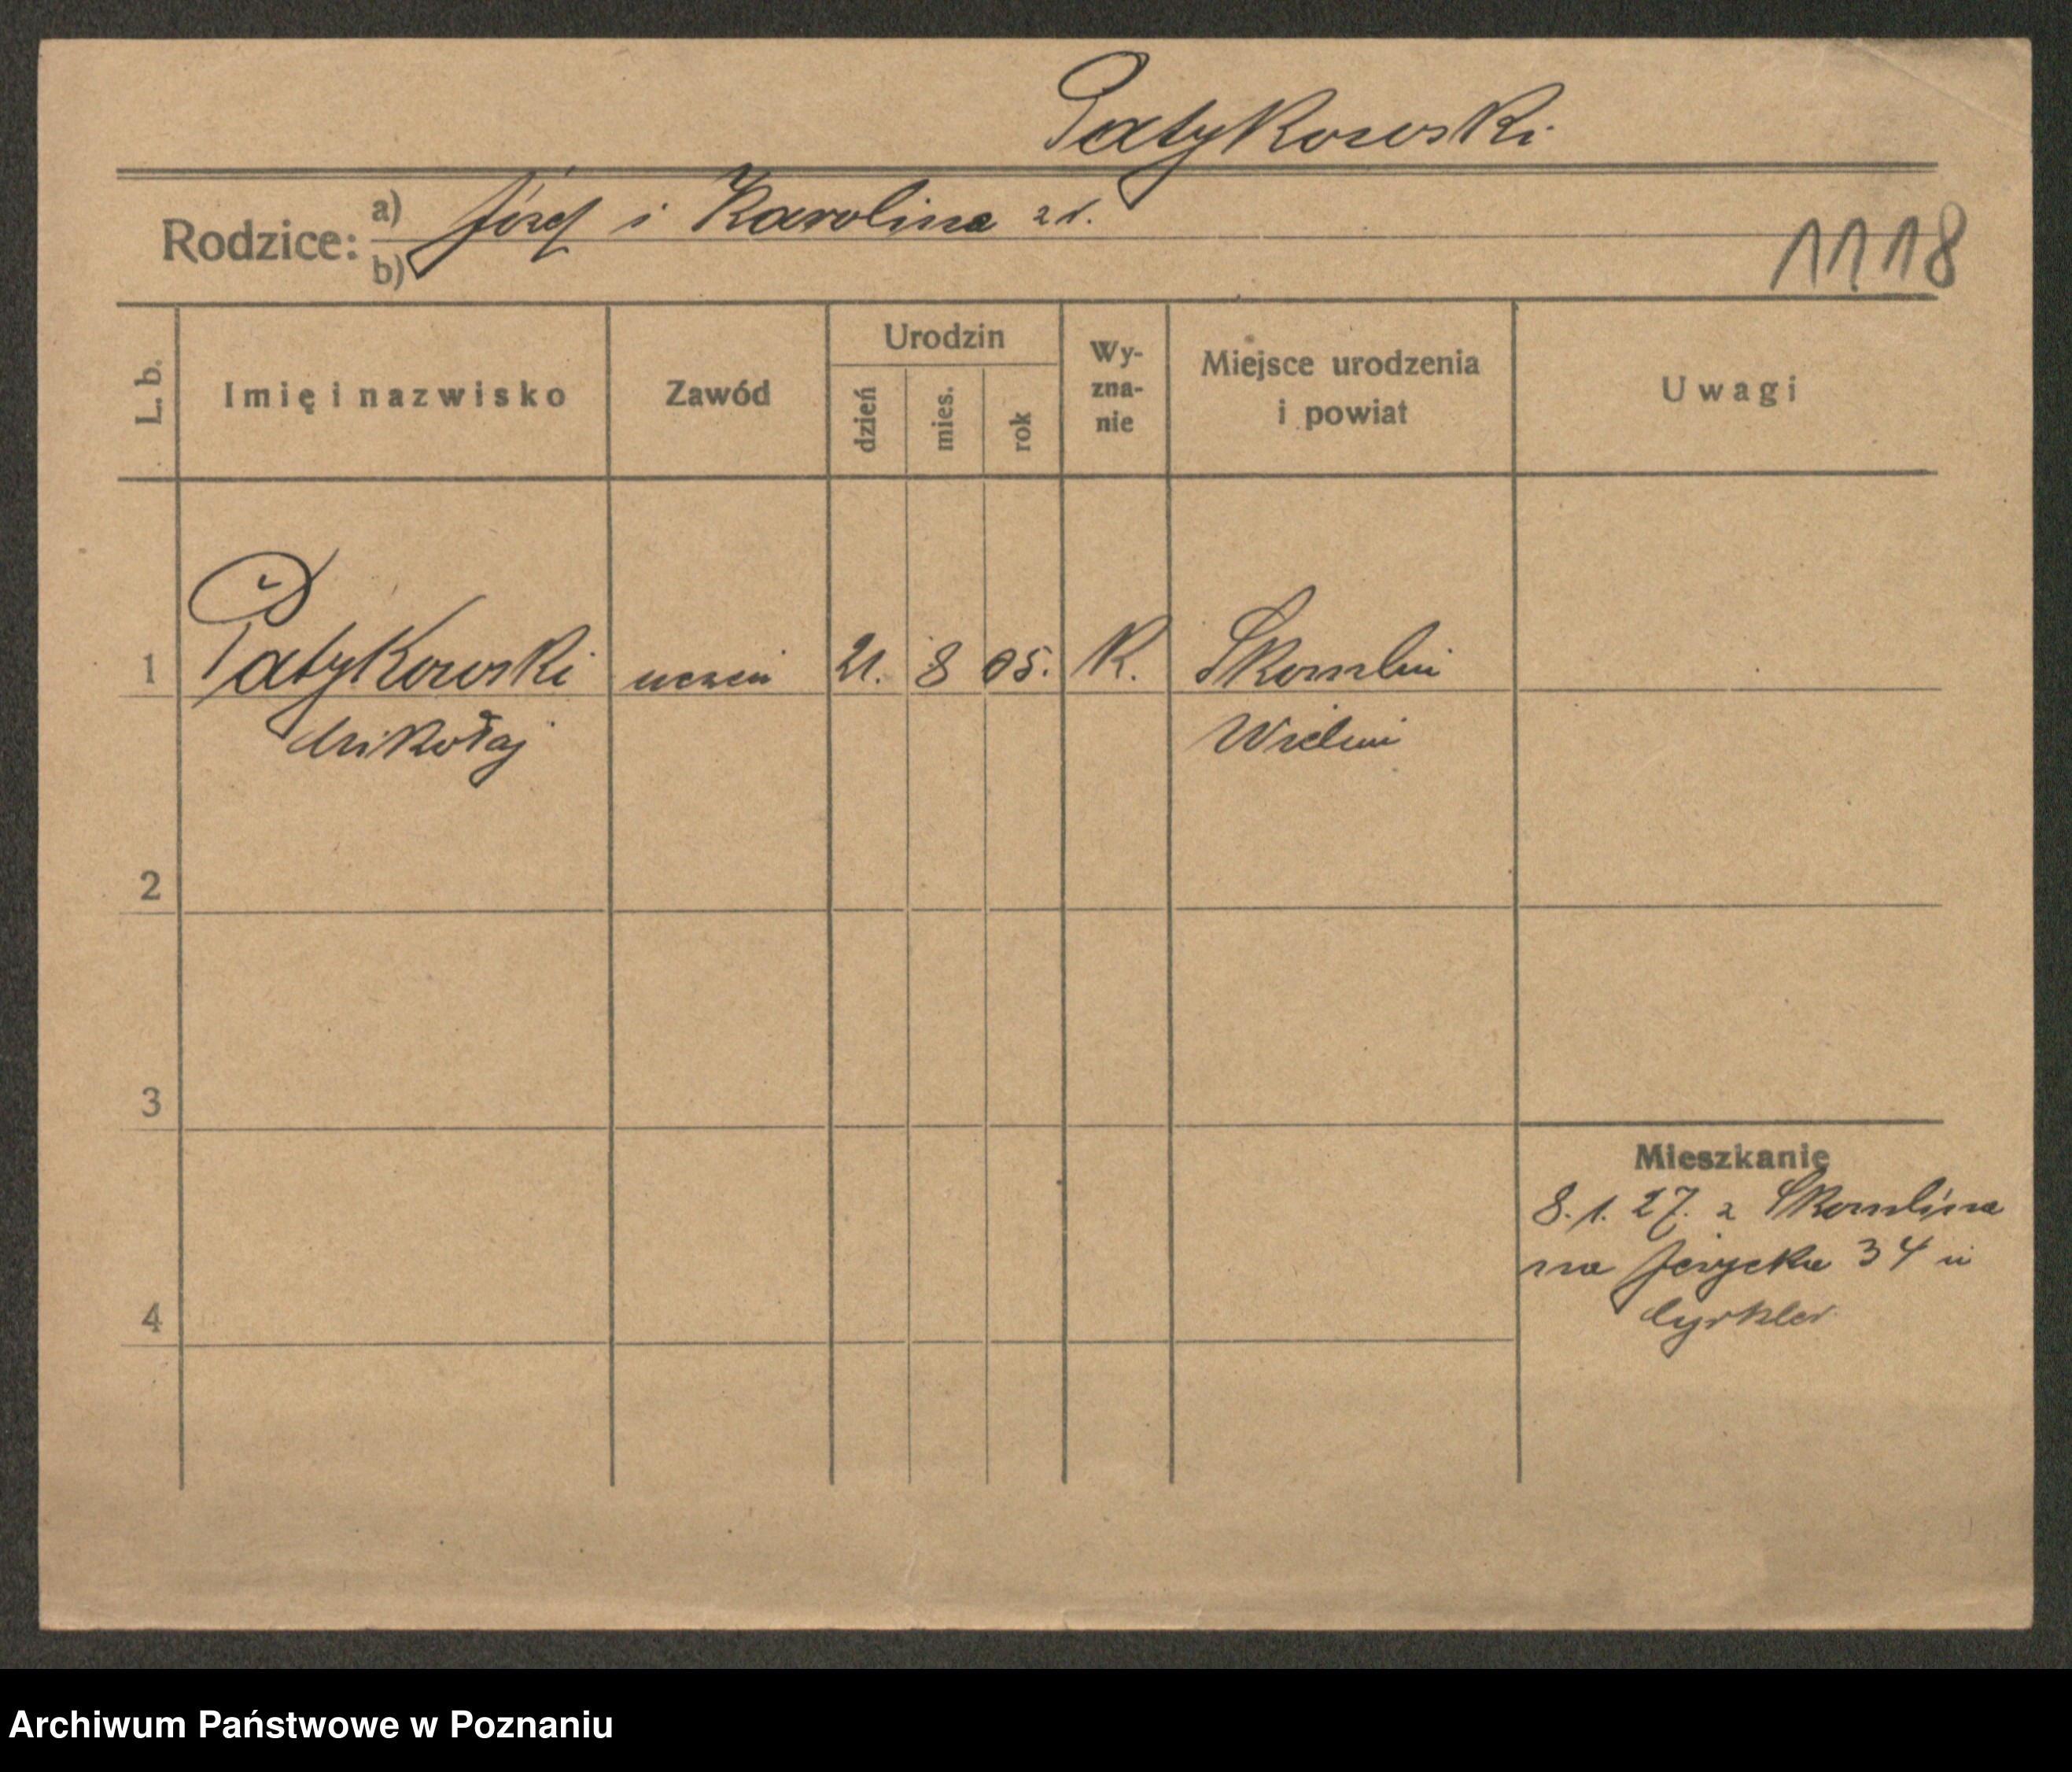 Patykowski
Rodzice: a) Józef i Karolina z d.
b)
1118
L. b. Imię i nazwisko Zawód Urodzin dzień mies. rok Wy-
zna-
nie Miejsce urodzenia
i powiat Uwagi
1 Patykowski uczeń 21. 8 05. K. Skomlin
Mikołaj Wieluń
2
3
Mieszkanie
8. 1. 27. z Skomlina
na Jeżycka 34 u
4
Archiwum Państwowe w Poznaniu